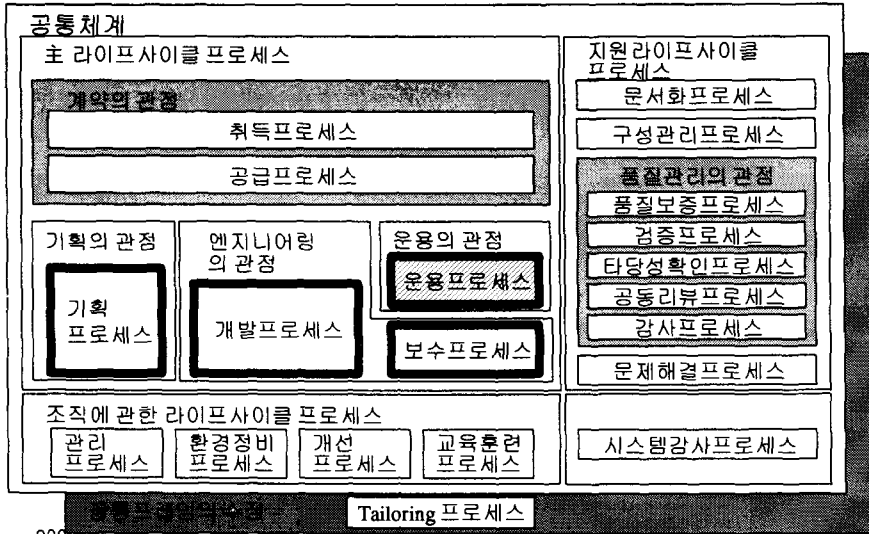 공통체계
主 라이프사이클 프로세스
계약의 관점
취득프로세스
공급프로세스
기획의 관점
기획
프로세스
엔지니어링
의 관점
개발프로세스
운용의 관점
운용프로세스
보수프로세스
지원라이프사이클
프로세스
문서화프로세스
구성관리프로세스
품질관리의 관점
품질보증프로세스
검증프로세스
타당성확인프로세스
공동리뷰프로세스
감사프로세스
문제해결프로세스
조직에 관한 라이프사이클 프로세스
관리
프로세스
환경정비
프로세스
개선
프로세스
교육훈련
프로세스
시스템감사프로세스
Tailoring 프로세스